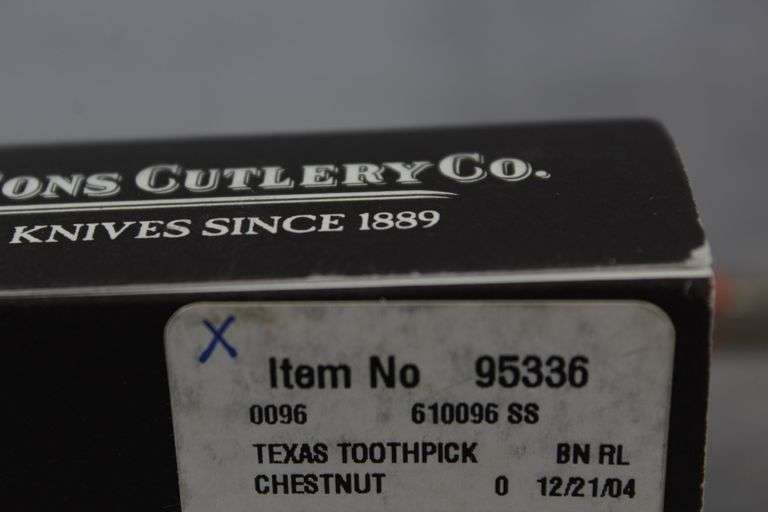 Sons Cutlery Co.
KNIVES SINCE 1889
X
Item No 95336
0096 610096 SS
TEXAS TOOTHPICK BN RL
CHESTNUT 0 12/21/04